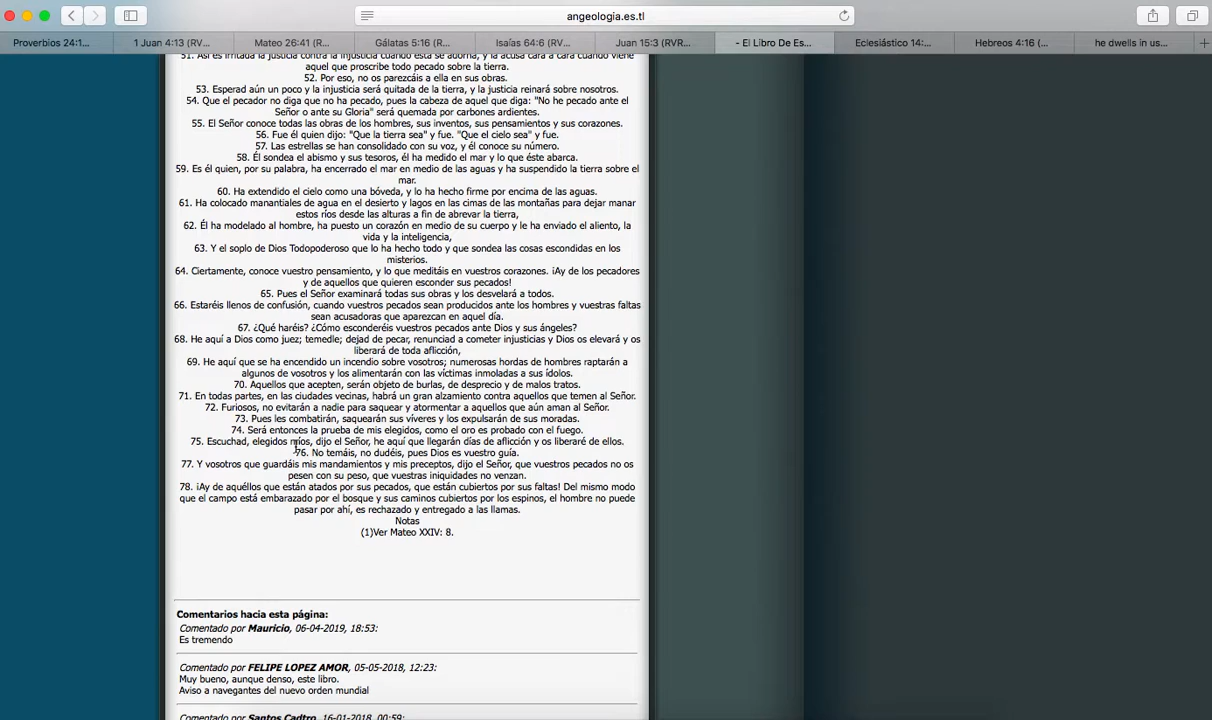 angeologia.es.tl
Proverbios 24:1...
1 Juan 4:13 (RV...
Mateo 26:41 (R...
Gálatas 5:16 (R...
Isaías 64:6 (RV...
Juan 15:3 (RVR...
- El Libro De Es...
Eclesiástico 14:...
Hebreos 4:16 (...
he dwells in us...
51. Así es irritada la justicia contra la injusticia cuando ésta se adorna, y la acusa cara a cara cuando viene
aquel que proscribe todo pecado sobre la tierra.
52. Por eso, no os parezcáis a ella en sus obras.
53. Esperad aún un poco y la injusticia será quitada de la tierra, y la justicia reinará sobre nosotros.
54. Que el pecador no diga que no ha pecado, pues la cabeza de aquel que diga: "No he pecado ante el
Señor o ante su Gloria" será quemada por carbones ardientes.
55. El Señor conoce todas las obras de los hombres, sus inventos, sus pensamientos y sus corazones.
56. Fue él quien dijo: "Que la tierra sea" y fue. "Que el cielo sea" y fue.
57. Las estrellas se han consolidado con su voz, y él conoce su número.
58. Él sondea el abismo y sus tesoros, él ha medido el mar y lo que éste abarca.
59. Es él quien, por su palabra, ha encerrado el mar en medio de las aguas y ha suspendido la tierra sobre el
mar.
60. Ha extendido el cielo como una bóveda, y lo ha hecho firme por encima de las aguas.
61. Ha colocado manantiales de agua en el desierto y lagos en las cimas de las montañas para dejar manar
estos ríos desde las alturas a fin de abrevar la tierra,
62. Él ha modelado al hombre, ha puesto un corazón en medio de su cuerpo y le ha enviado el aliento, la
vida y la inteligencia,
63. Y el soplo de Dios Todopoderoso que lo ha hecho todo y que sondea las cosas escondidas en los
misterios.
64. Ciertamente, conoce vuestro pensamiento, y lo que meditáis en vuestros corazones. ¡Ay de los pecadores
y de aquellos que quieren esconder sus pecados!
65. Pues el Señor examinará todas sus obras y los desvelará a todos.
66. Estaréis llenos de confusión, cuando vuestros pecados sean producidos ante los hombres y vuestras faltas
sean acusadoras que aparezcan en aquel día.
67. ¿Qué haréis? ¿Cómo esconderéis vuestros pecados ante Dios y sus ángeles?
68. He aquí a Dios como juez; temedle; dejad de pecar, renunciad a cometer injusticias y Dios os elevará y os
liberará de toda aflicción,
69. He aquí que se ha encendido un incendio sobre vosotros; numerosas hordas de hombres raptarán a
algunos de vosotros y los alimentarán con las víctimas inmoladas a sus ídolos.
70. Aquellos que acepten, serán objeto de burlas, de desprecio y de malos tratos.
71. En todas partes, en las ciudades vecinas, habrá un gran alzamiento contra aquellos que temen al Señor.
72. Furiosos, no evitarán a nadie para saquear y atormentar a aquellos que aún aman al Señor.
73. Pues les combatirán, saquearán sus víveres y los expulsarán de sus moradas.
74. Será entonces la prueba de mis elegidos, como el oro es probado con el fuego.
75. Escuchad, elegidos míos, dijo el Señor, he aquí que llegarán días de aflicción y os liberaré de ellos.
76. No temáis, no dudéis, pues Dios es vuestro guía.
77. Y vosotros que guardáis mis mandamientos y mis preceptos, dijo el Señor, que vuestros pecados no os
pesen con su peso, que vuestras iniquidades no venzan.
78. ¡Ay de aquéllos que están atados por sus pecados, que están cubiertos por sus faltas! Del mismo modo
que el campo está embarazado por el bosque y sus caminos cubiertos por los espinos, el hombre no puede
pasar por ahí, es rechazado y entregado a las llamas.
Notas
(1)Ver Mateo XXIV: 8.
Comentarios hacia esta página:
Comentado por Mauricio, 06-04-2019, 18:53:
Es tremendo
Comentado por FELIPE LOPEZ AMOR, 05-05-2018, 12:23:
Muy bueno, aunque denso, este libro.
Aviso a navegantes del nuevo orden mundial
Comentado por Santos Cadtro, 16-01-2018, 00:59: